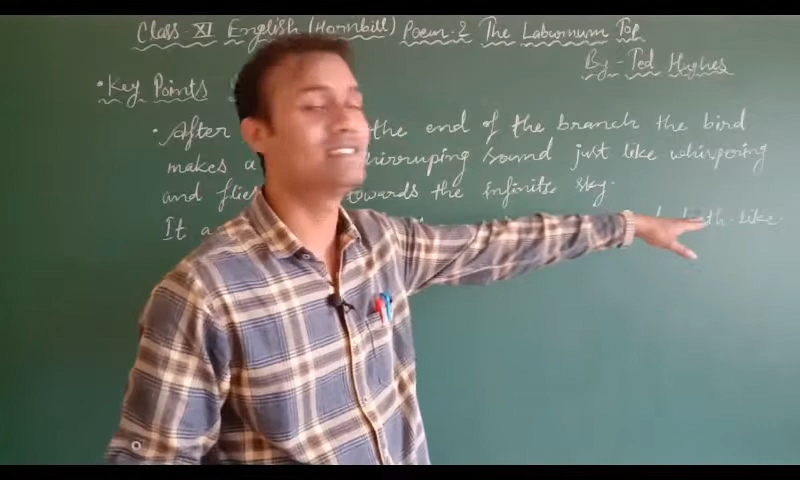 Class-XI English (Hornbill) Poem-2 The Laburnum Top
By-Ted Hughes
• Key Points
• After the end of the branch the bird
makes a chirruping sound just like whispering
and flies towards the infinite sky.
It a Like.